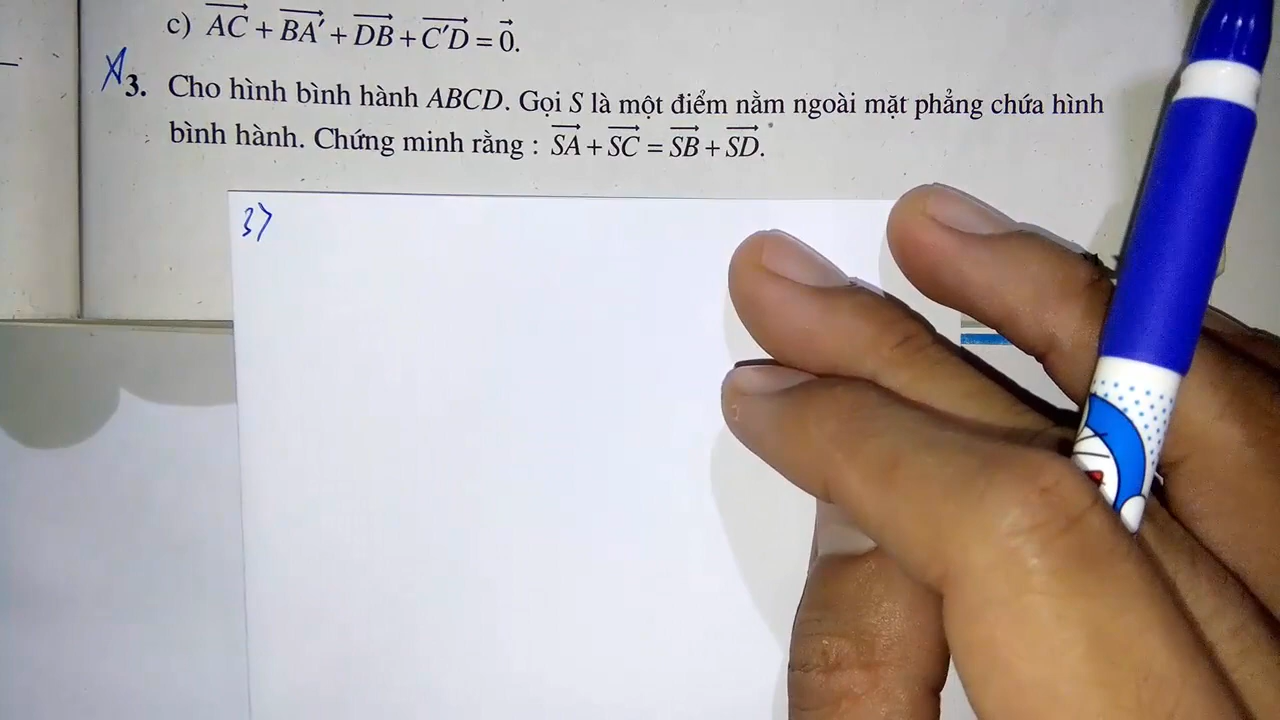 c) $\overrightarrow{AC} + \overrightarrow{BA'} + \overrightarrow{DB} + \overrightarrow{C'D} = \vec{0}.$
3. Cho hình bình hành ABCD. Gọi S là một điểm nằm ngoài mặt phẳng chứa hình
bình hành. Chứng minh rằng : $\overrightarrow{SA} + \overrightarrow{SC} = \overrightarrow{SB} + \overrightarrow{SD}.$
3>